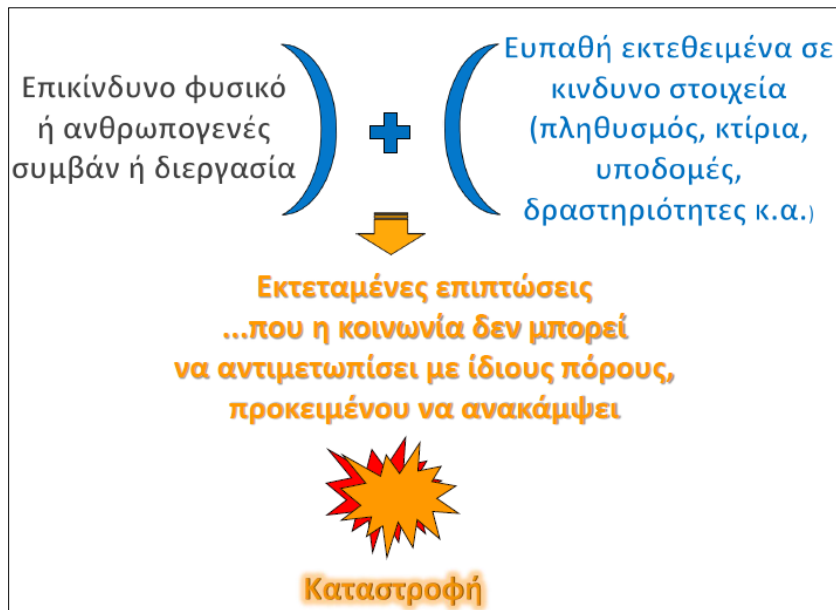 Επικίνδυνο φυσικό
ή ανθρωπογενές
συμβάν ή διεργασία
Ευπαθή εκτεθειμένα σε
κινδυνο στοιχεία
(πληθυσμός, κτίρια,
υποδομές,
δραστηριότητες κ.α.)
Εκτεταμένες επιπτώσεις
...που η κοινωνία δεν μπορεί
να αντιμετωπίσει με ίδιους πόρους,
προκειμένου να ανακάμψει
Καταστροφή